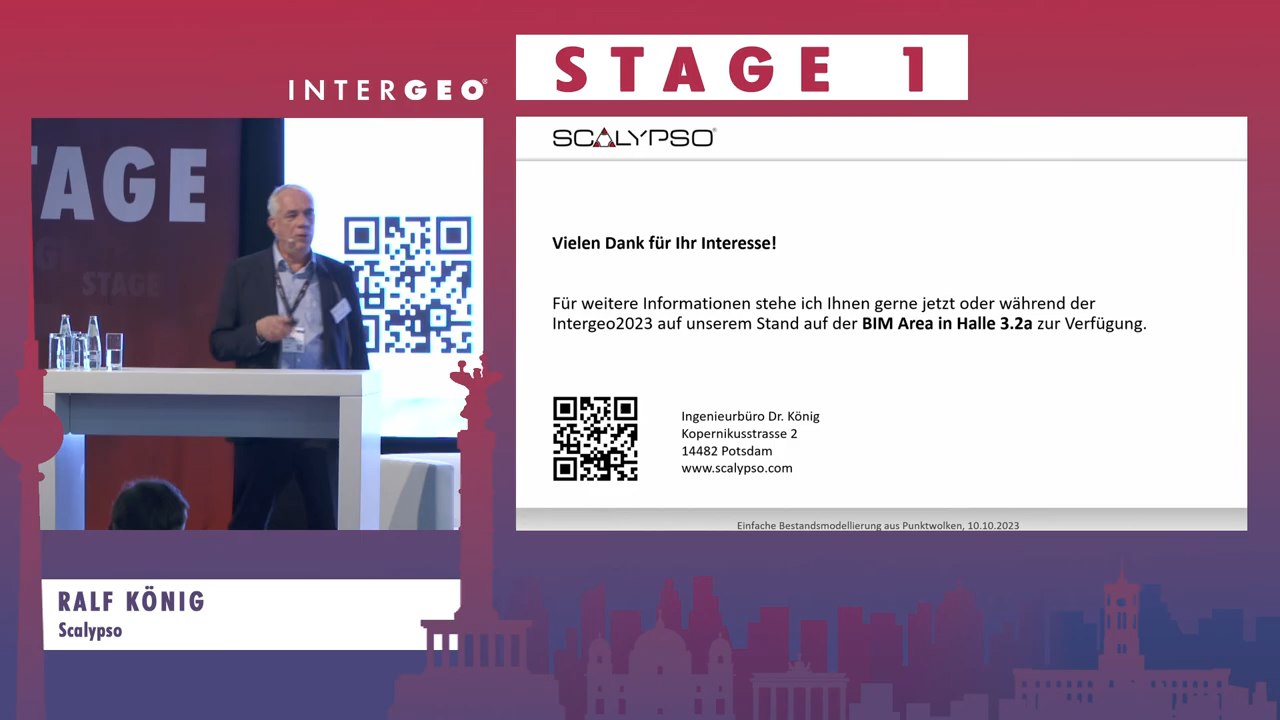 INTERGEO®
STAGE 1
TAGE
STAGE
SCALYPSO®
Vielen Dank für Ihr Interesse!
Für weitere Informationen stehe ich Ihnen gerne jetzt oder während der
Intergeo2023 auf unserem Stand auf der BIM Area in Halle 3.2a zur Verfügung.
Ingenieurbüro Dr. König
Kopernikusstrasse 2
14482 Potsdam
www.scalypso.com
Einfache Bestandsmodellierung aus Punktwolken, 10.10.2023
RALF KÖNIG
Scalypso